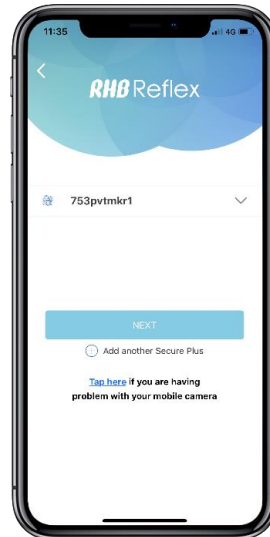 11:35
4G
RHB Reflex
753pvtmkr1
NEXT
Add another Secure Plus
Tap here if you are having
problem with your mobile camera